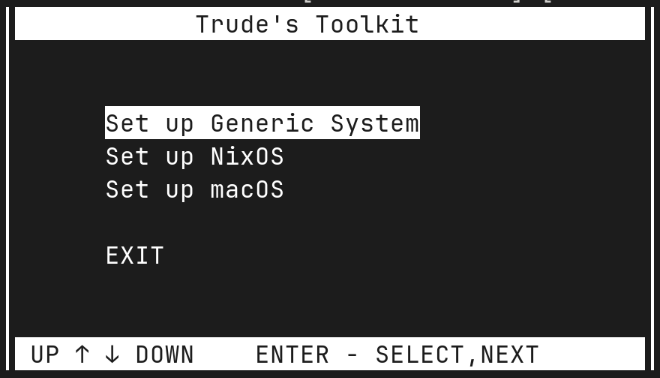 Trude's Toolkit
Set up Generic System
Set up NixOS
Set up macOS
EXIT
UP ↑ ↓ DOWN    ENTER - SELECT,NEXT